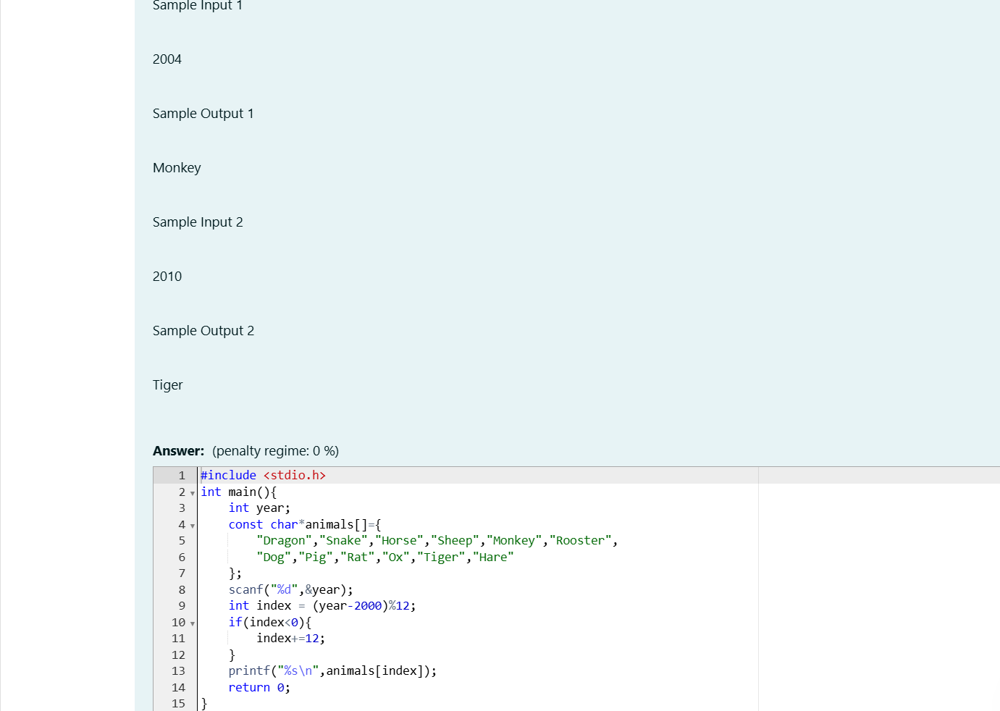 Sample Input 1
2004
Sample Output 1
Monkey
Sample Input 2
2010
Sample Output 2
Tiger
Answer: (penalty regime: 0 %)
1 #include <stdio.h>
2 int main(){
3     int year;
4     const char*animals[]={
5         "Dragon","Snake","Horse","Sheep","Monkey","Rooster",
6         "Dog","Pig","Rat","Ox","Tiger","Hare"
7     };
8     scanf("%d",&year);
9     int index = (year-2000)%12;
10     if(index<0){
11         index+=12;
12     }
13     printf("%s\n",animals[index]);
14     return 0;
15 }